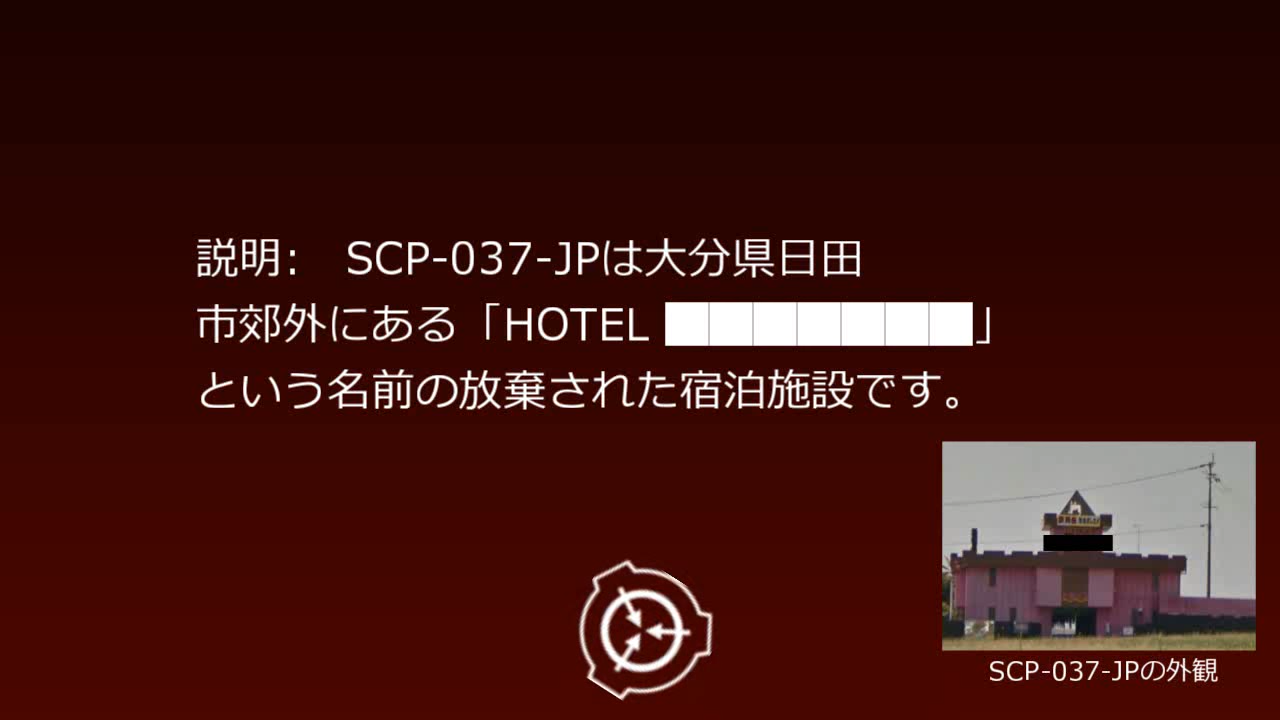 説明:　SCP-037-JPは大分県日田
市郊外にある「HOTEL ███████」
という名前の放棄された宿泊施設です。
SCP-037-JPの外観